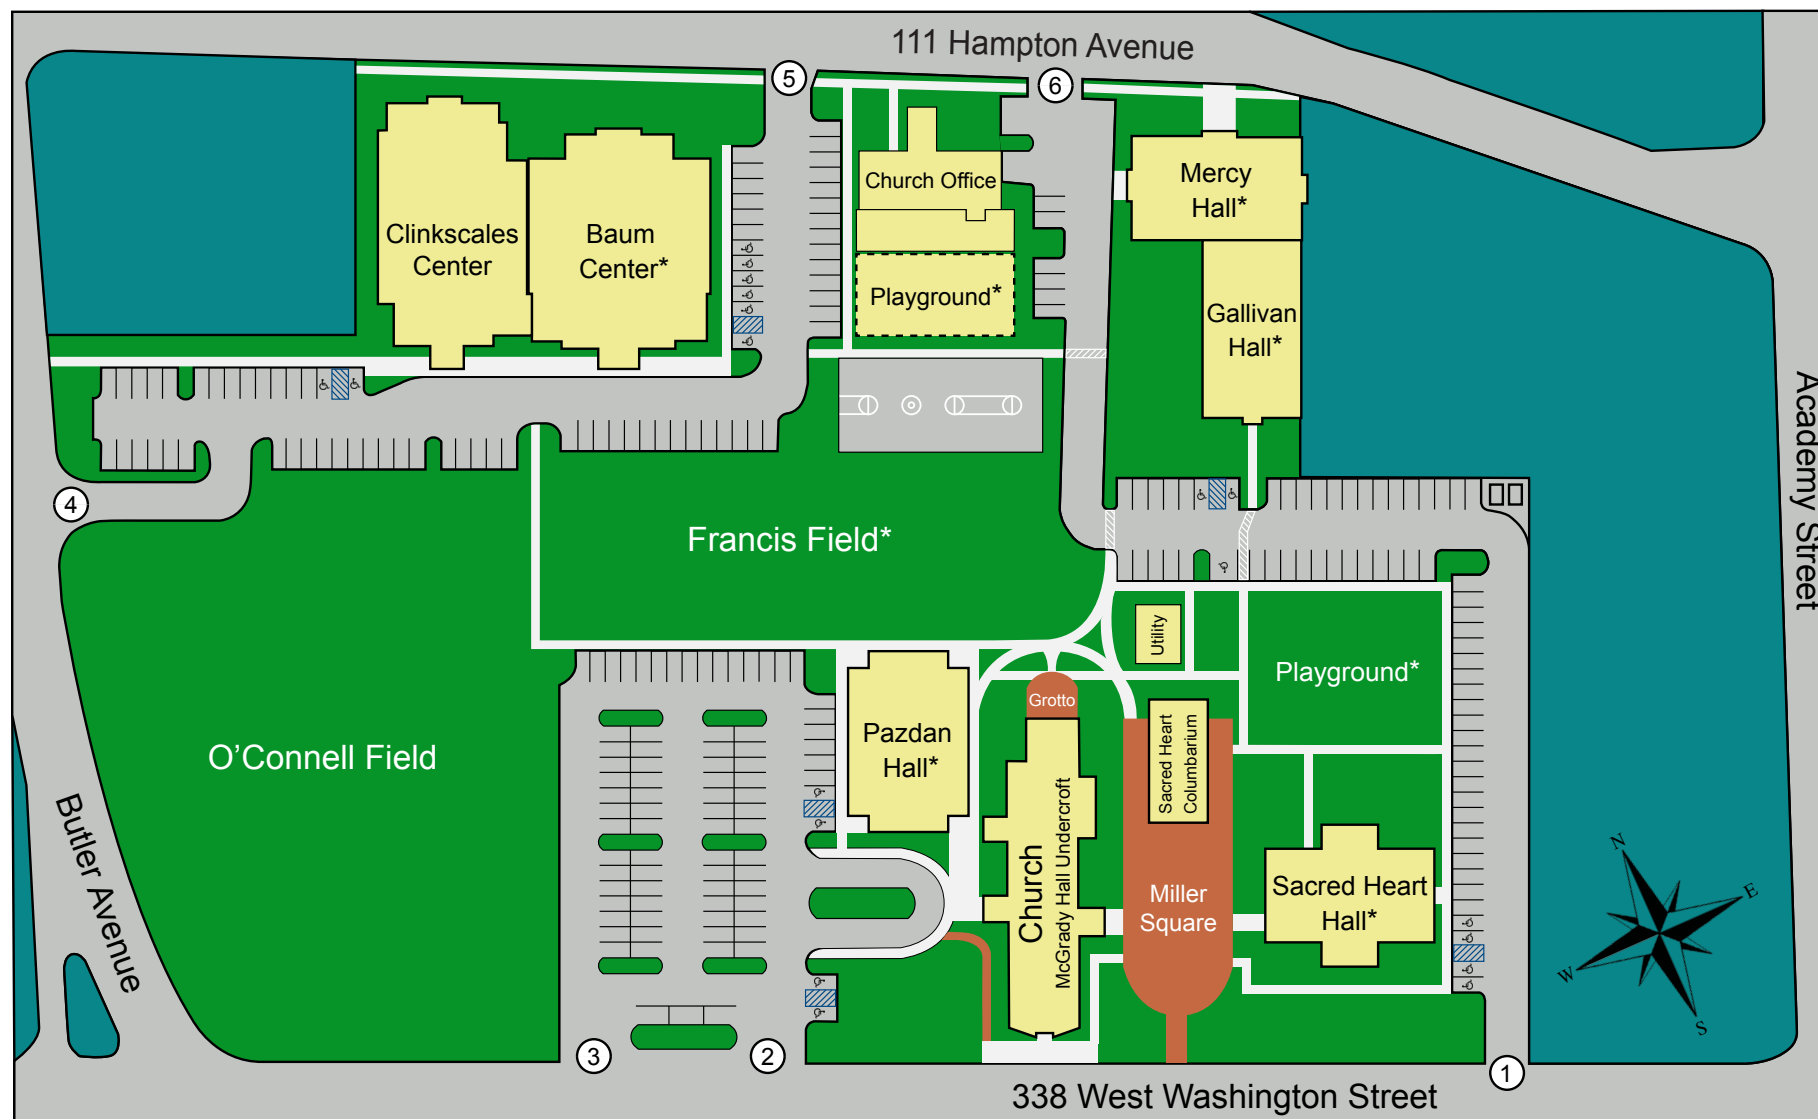 111 Hampton Avenue
5
6
Church Office
Mercy
Hall*
Clinkscales
Center
Baum
Center*
Playground*
Gallivan
Hall*
Academy Street
4
Francis Field*
Utility
Playground*
Grotto
O'Connell Field
Pazdan
Hall*
Sacred Heart
Columbarium
Church
McGrady Hall Undercroft
Butler Avenue
Miller
Square
Sacred Heart
Hall*
N
E
W
S
3
2
1
338 West Washington Street